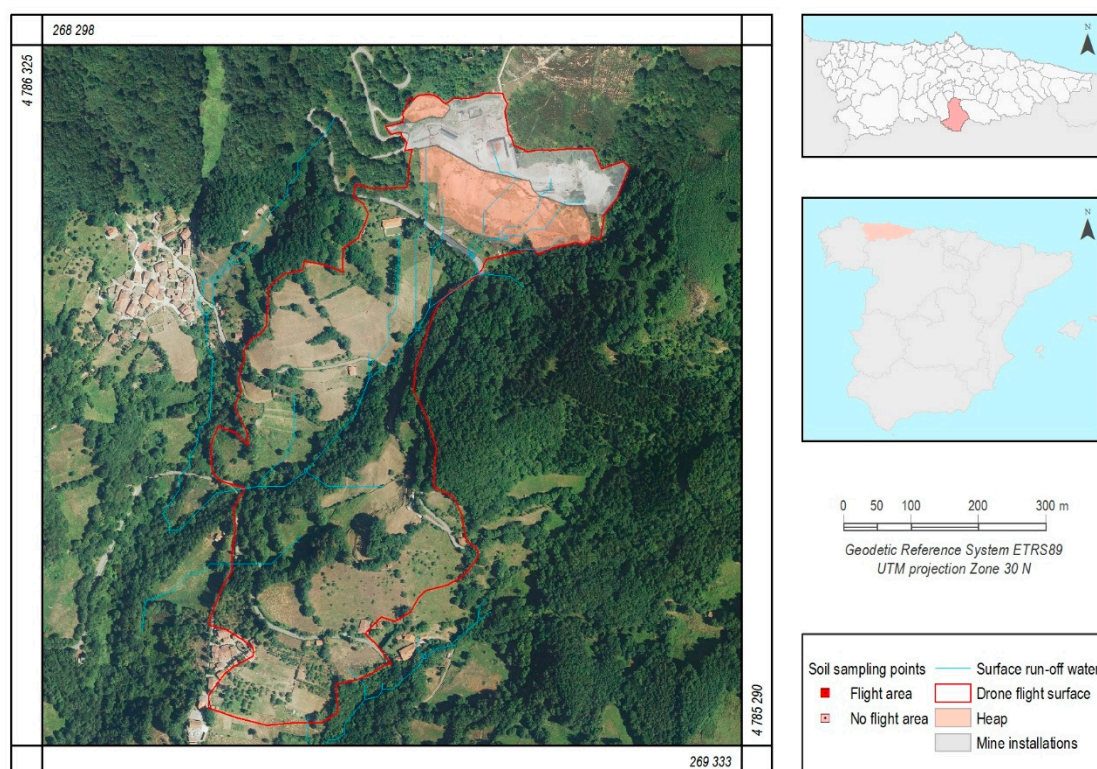 268 298
4 786 325
4 785 290
269 333
N
N
0 50 100 200 300 m
Geodetic Reference System ETRS89
UTM projection Zone 30 N
Soil sampling points
Flight area
No flight area
Surface run-off water
Drone flight surface
Heap
Mine installations